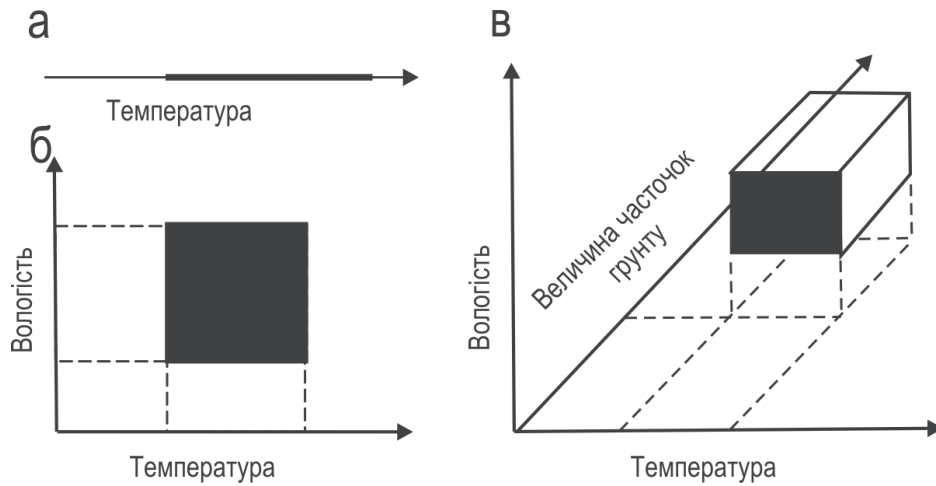 а
Температура
б
Вологість
Температура
в
Величина часточок
грунту
Вологість
Температура